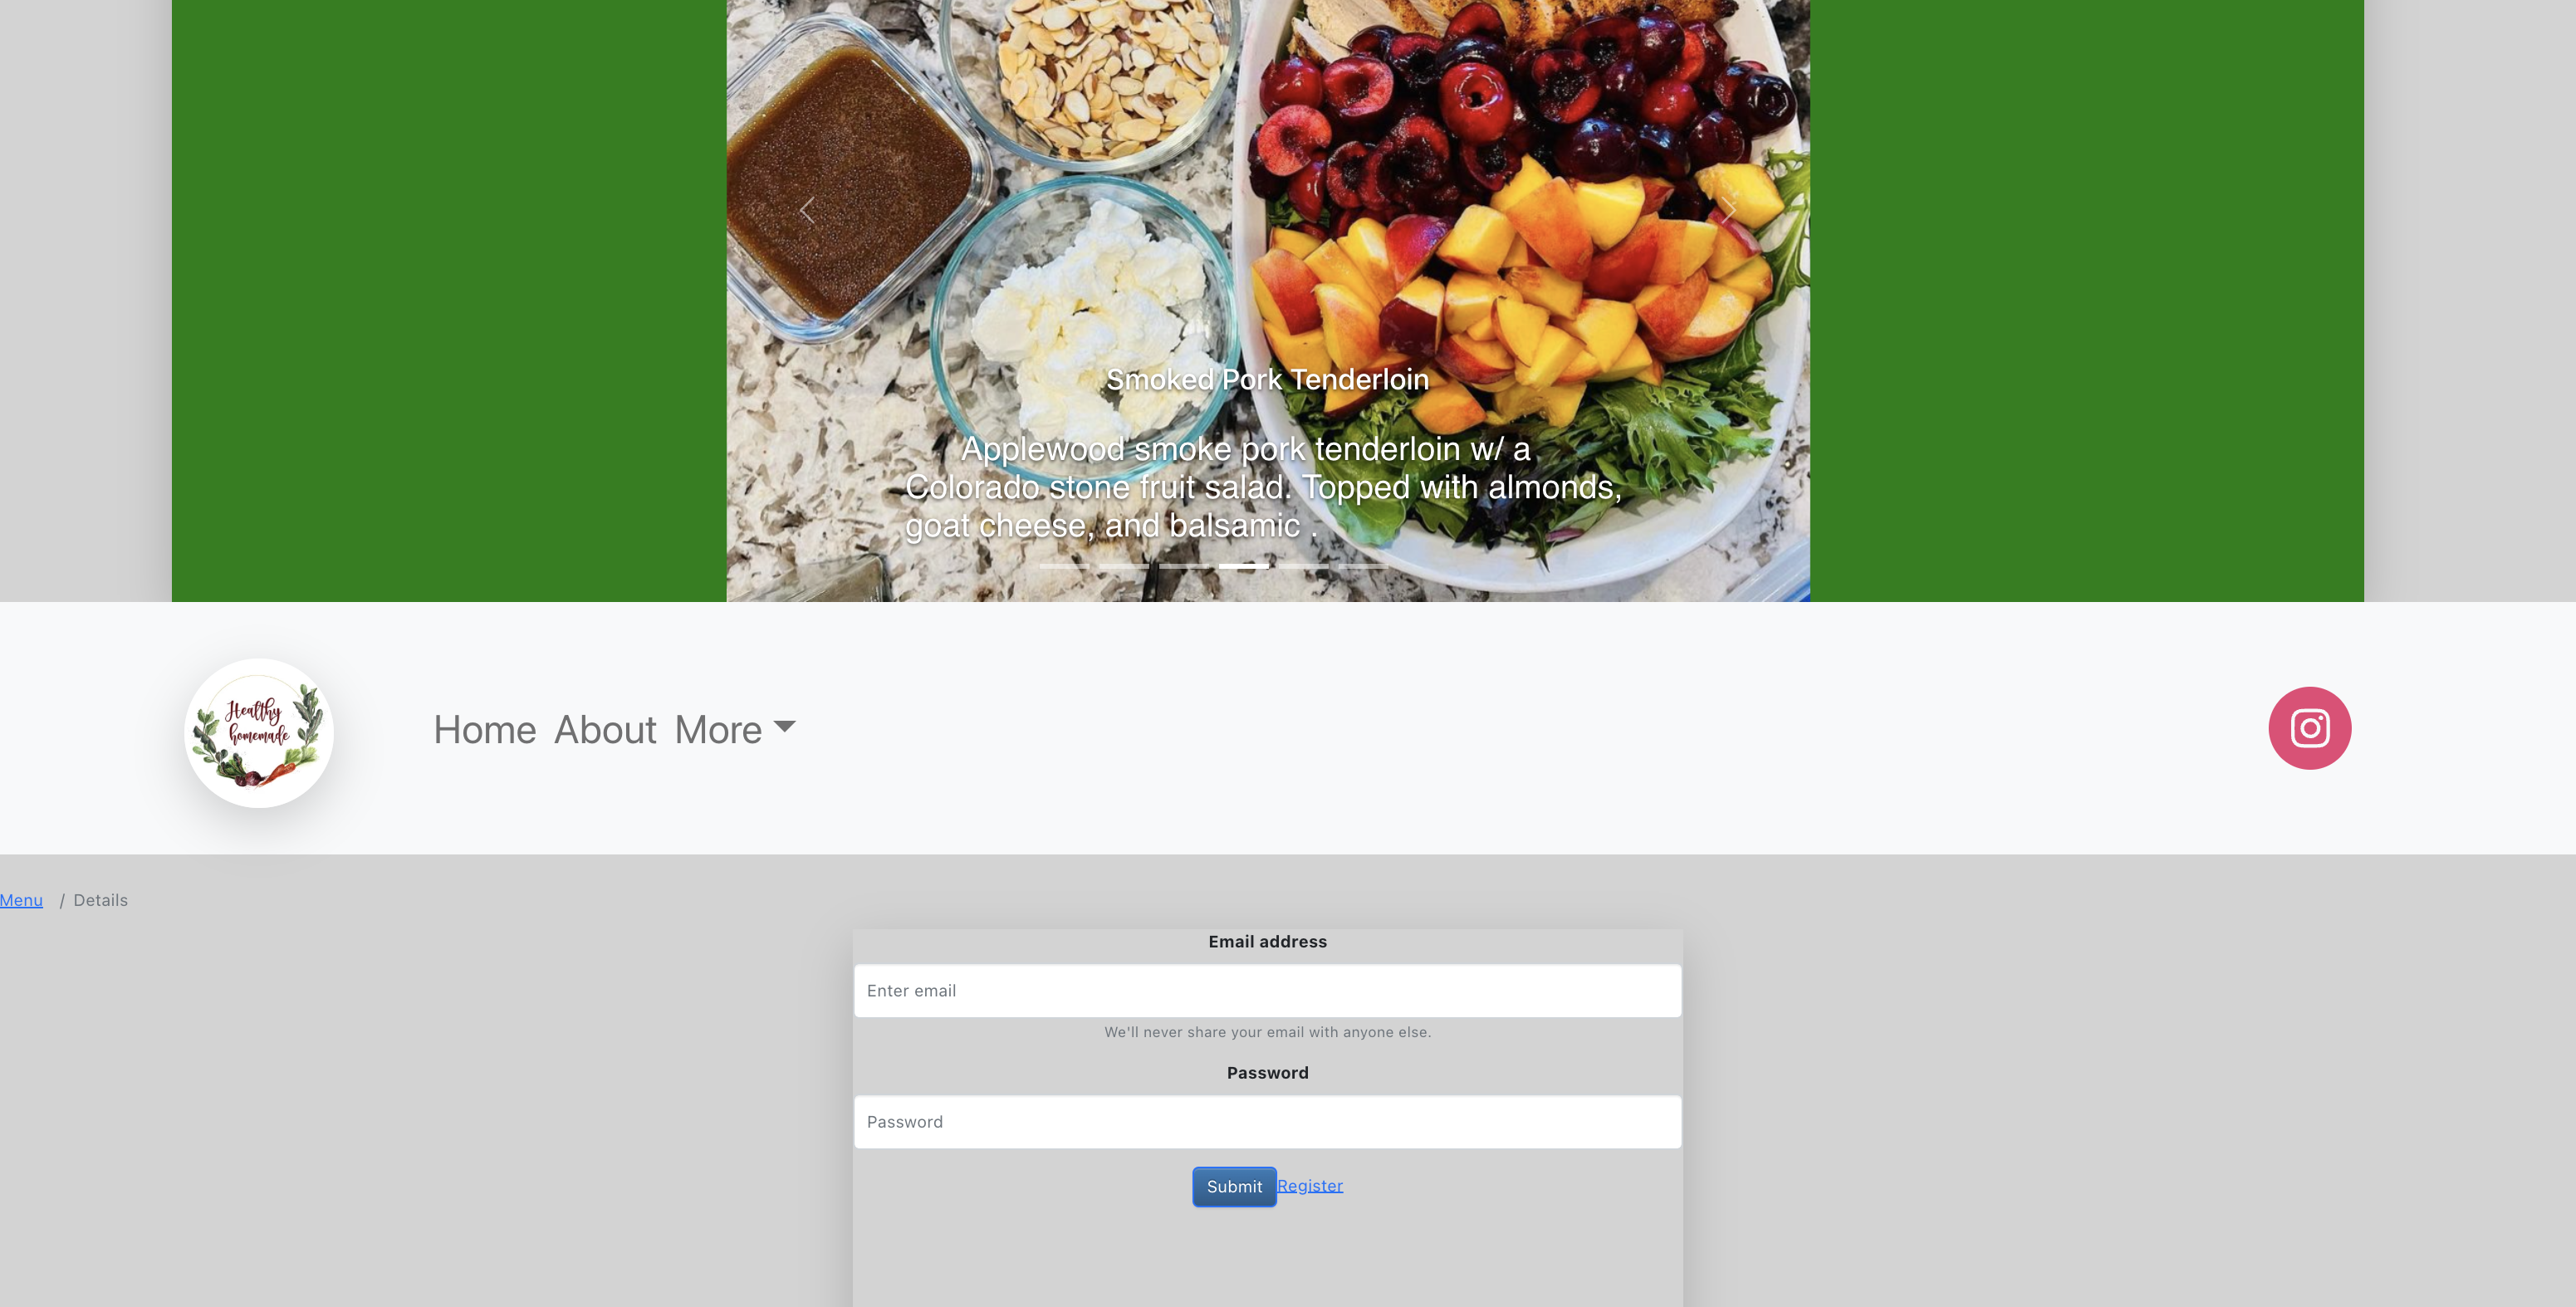 Smoked Pork Tenderloin
Applewood smoke pork tenderloin w/ a
Colorado stone fruit salad. Topped with almonds,
goat cheese, and balsamic .
Healthy
homemade
Home About More
Menu / Details
Email address
Enter email
We'll never share your email with anyone else.
Password
Password
Submit Register